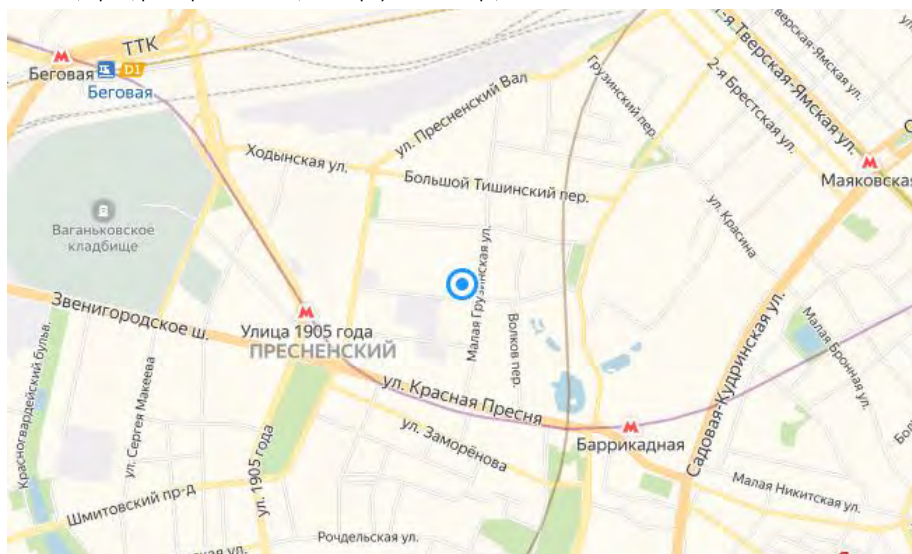 ТТК
Беговая
D1
Беговая
ул. Пресненский Вал
Грузинский пер.
1-я Тверская-Ямская ул.
2-я Брестская ул.
Тверская-Ямская ул.
Маяковская
Ходынская ул.
Большой Тишинский пер.
ул. Красина
Ваганьковское
кладбище
Малая Грузинская ул.
Звенигородское ш.
Улица 1905 года
ПРЕСНЕНСКИЙ
Волков пер.
Садовая-Кудринская ул.
Малая Бронная ул.
Красногвардейский бульв.
ул. Сергея Макеева
ул. Красная Пресня
Баррикадная
ул. Заморёнова
ул. 1905 года
Шмитовский пр-д
Малая Никитская ул.
Рочдельская ул.